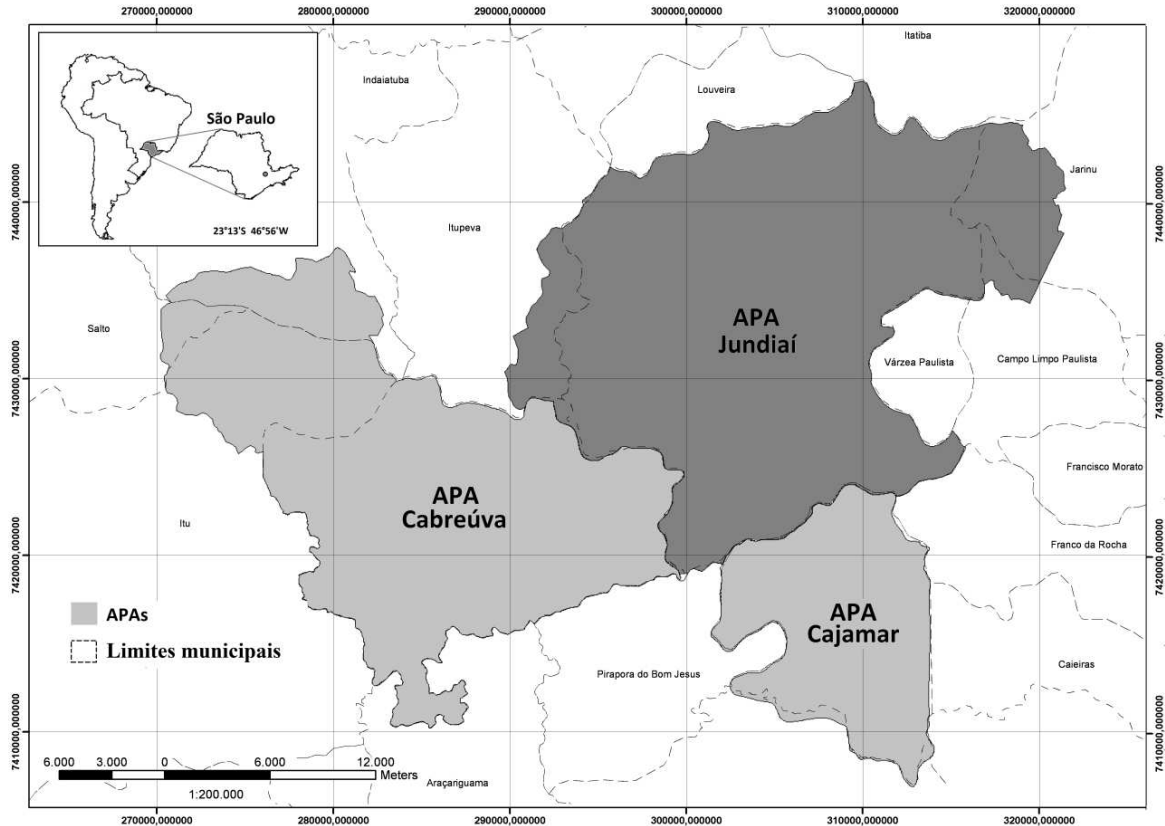 270000,000000 280000,000000 290000,000000 300000,000000 310000,000000 320000,000000
Itatiba
Indaiatuba
Louveira
São Paulo
23°13'S 46°56'W
Jarinu
7440000,000000 7440000,000000
Itupeva
Salto
APA
Jundiaí
Várzea Paulista
Campo Limpo Paulista
7430000,000000 7430000,000000
Francisco Morato
APA
Cabreúva
Itu
Franco da Rocha
7420000,000000 7420000,000000
APAs
Limites municipais
APA
Cajamar
Pirapora do Bom Jesus
Caieiras
7410000,000000 7410000,000000
6.000 3.000 0 6.000 12.000
Meters
1:200.000
Araçariguama
270000,000000 280000,000000 290000,000000 300000,000000 310000,000000 320000,000000